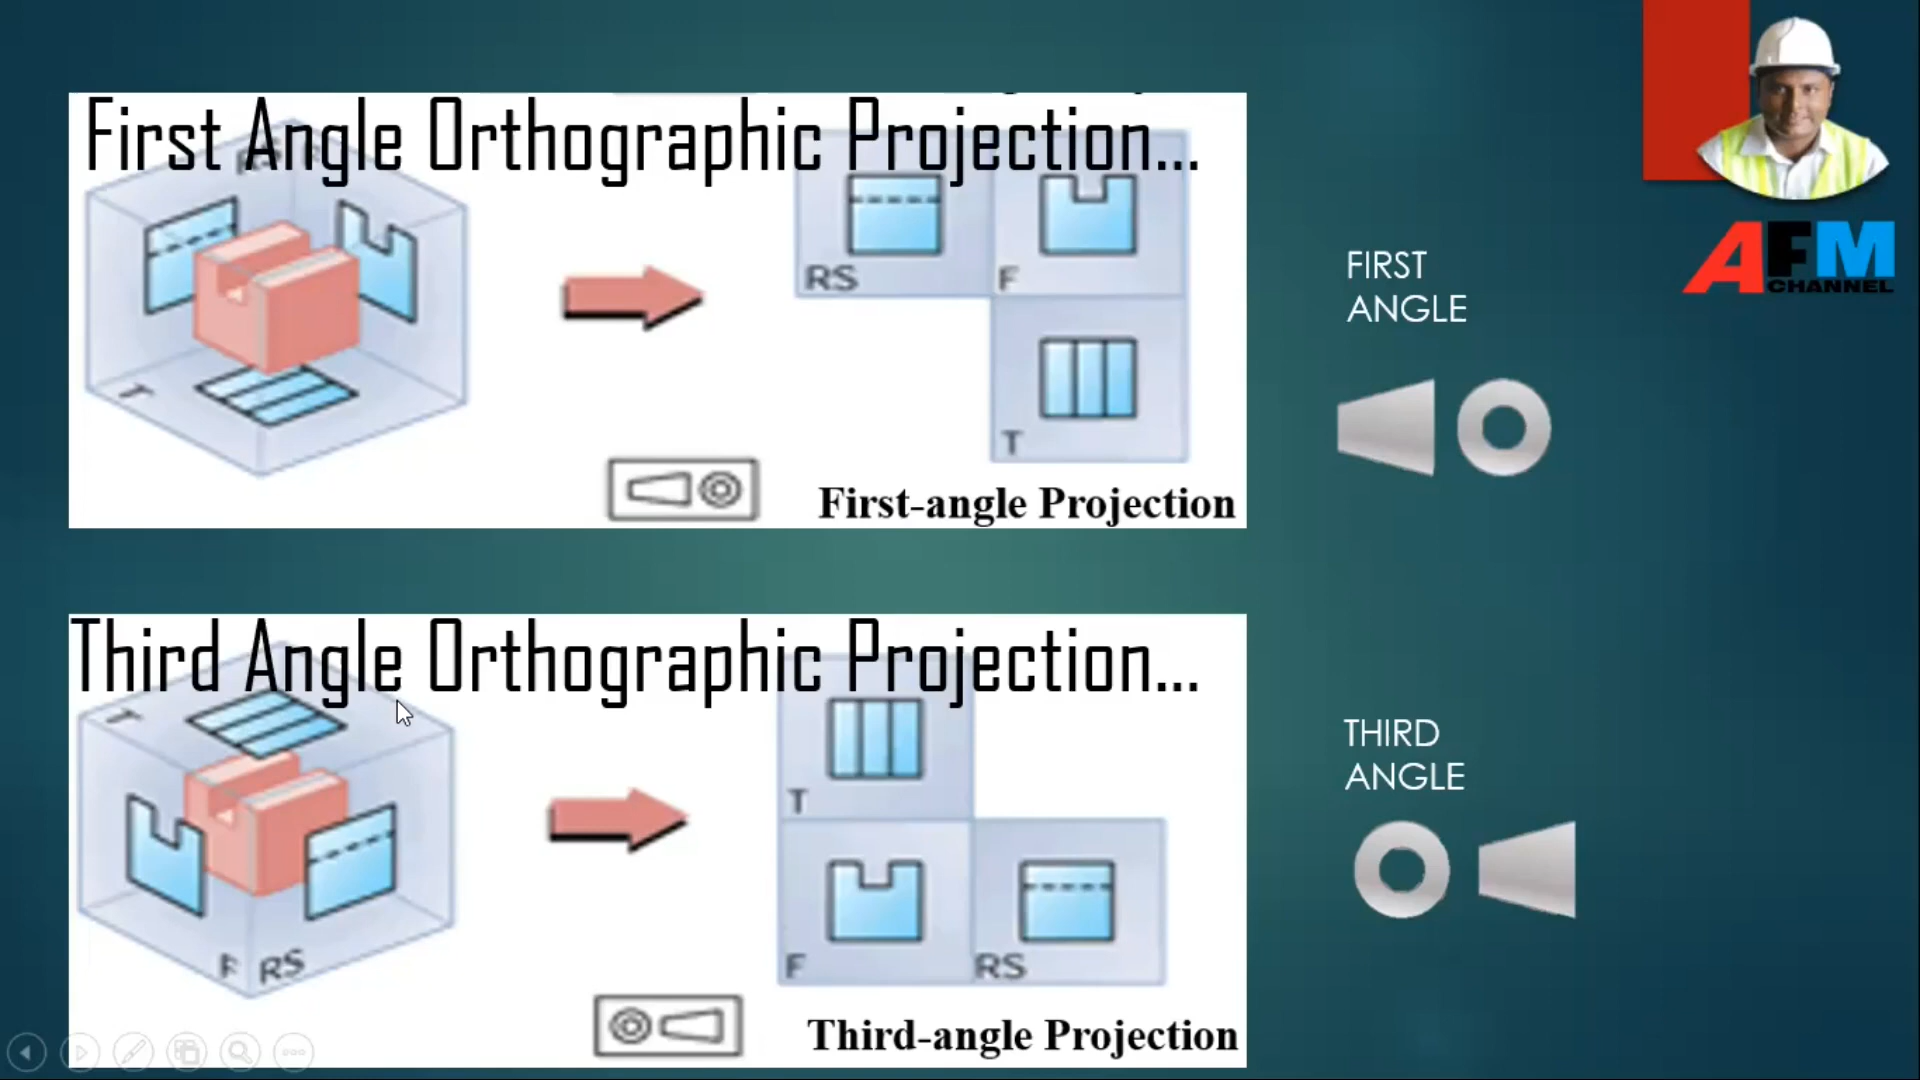 First Angle Orthographic Projection...
RS
F
T
T
First-angle Projection
FIRST
ANGLE
AFM
CHANNEL
Third Angle Orthographic Projection...
T
T
F
RS
F
RS
Third-angle Projection
THIRD
ANGLE